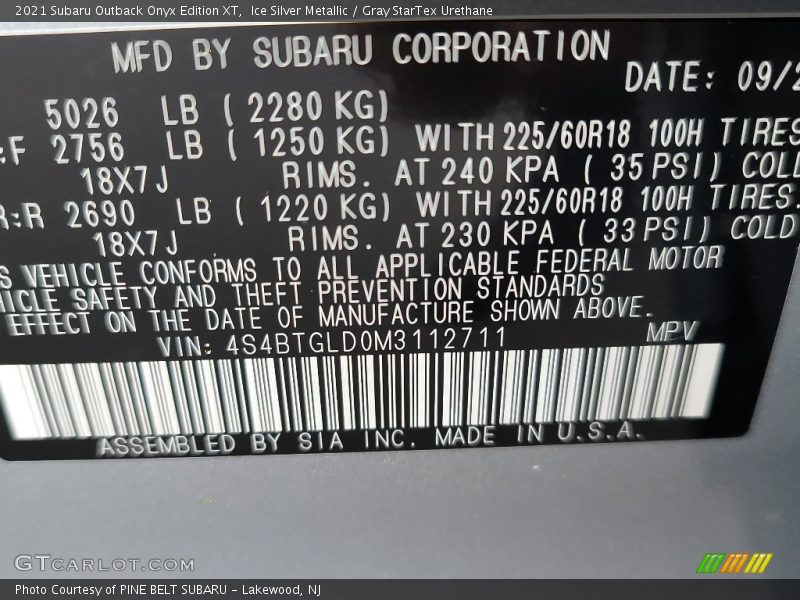 2021 Subaru Outback Onyx Edition XT,  Ice Silver Metallic / Gray StarTex Urethane
MFD BY SUBARU CORPORATION
DATE: 09/2
5026 LB ( 2280 KG)
:F 2756 LB ( 1250 KG) WITH 225/60R18 100H TIRES
18X7J RIMS. AT 240 KPA ( 35 PSI) COLD
R:R 2690 LB ( 1220 KG) WITH 225/60R18 100H TIRES.
18X7J RIMS. AT 230 KPA ( 33 PSI) COLD
S VEHICLE CONFORMS TO ALL APPLICABLE FEDERAL MOTOR
ICLE SAFETY AND THEFT PREVENTION STANDARDS
EFFECT ON THE DATE OF MANUFACTURE SHOWN ABOVE.
VIN: 4S4BTGLD0M3112711 MPV
ASSEMBLED BY SIA INC. MADE IN U.S.A.
GTCARLOT.COM
Photo Courtesy of PINE BELT SUBARU - Lakewood, NJ